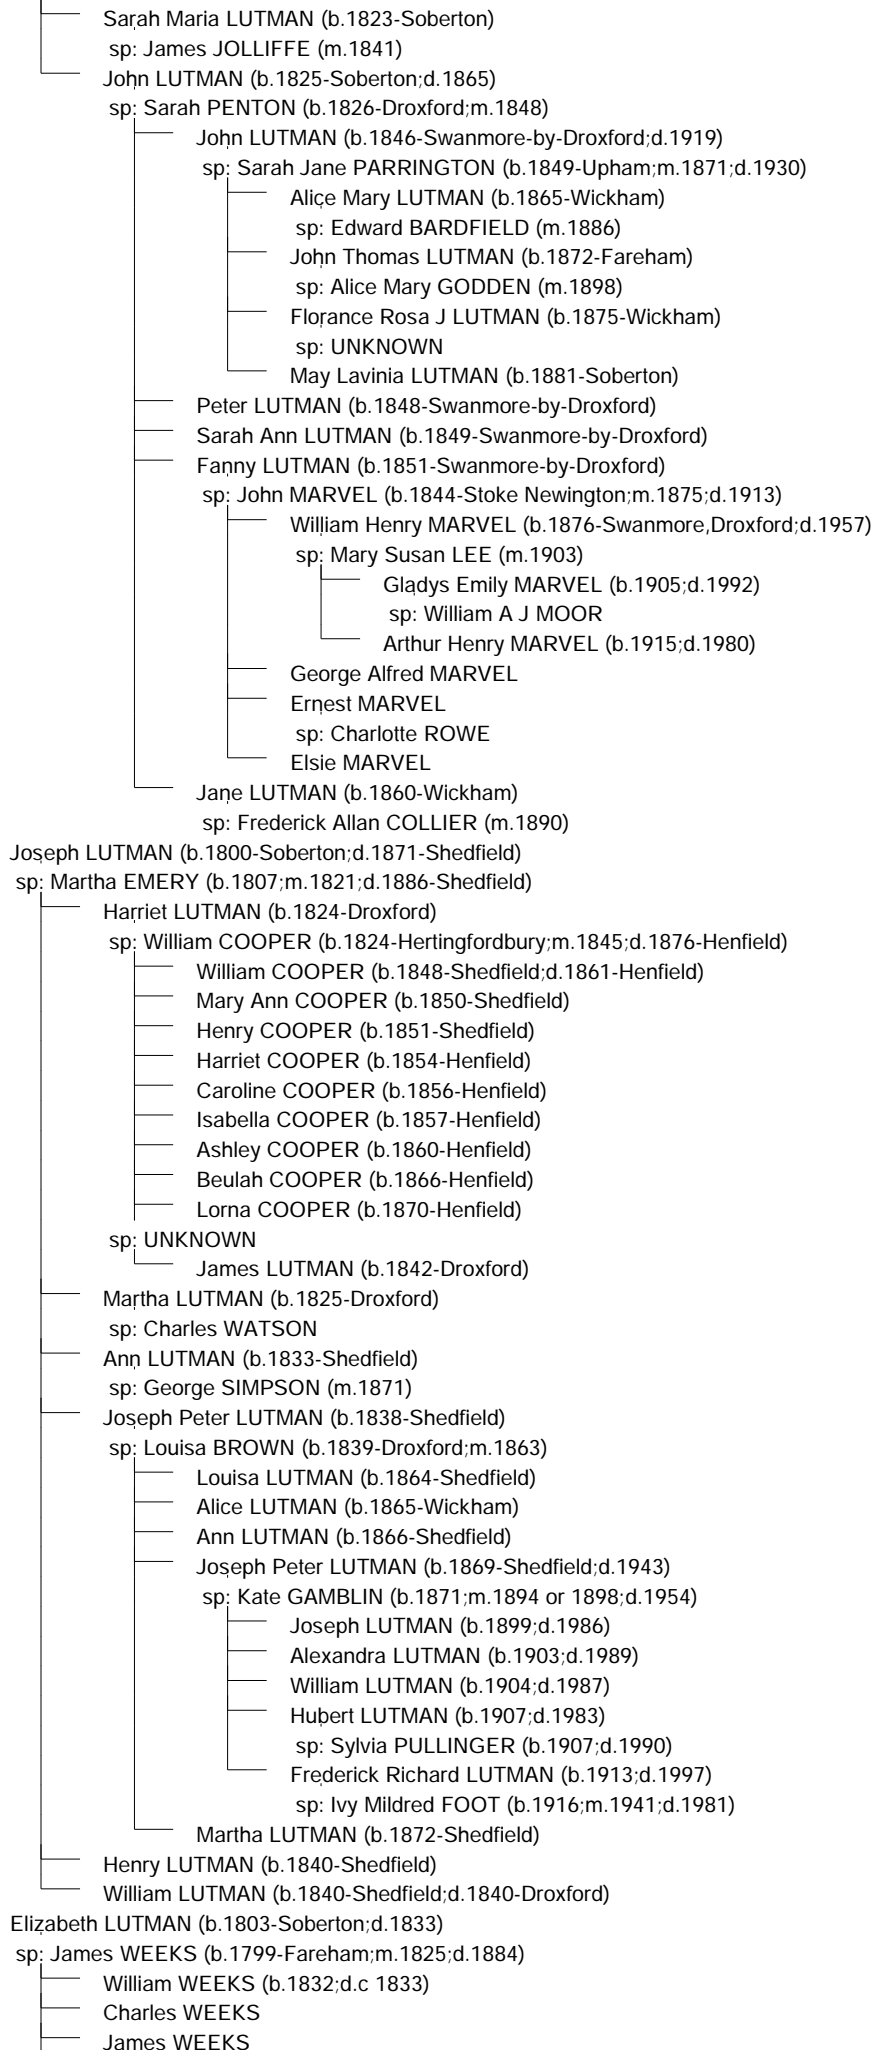 Sarah Maria LUTMAN (b.1823-Soberton)
sp: James JOLLIFFE (m.1841)
John LUTMAN (b.1825-Soberton;d.1865)
sp: Sarah PENTON (b.1826-Droxford;m.1848)
John LUTMAN (b.1846-Swanmore-by-Droxford;d.1919)
sp: Sarah Jane PARRINGTON (b.1849-Upham;m.1871;d.1930)
Alice Mary LUTMAN (b.1865-Wickham)
sp: Edward BARDFIELD (m.1886)
John Thomas LUTMAN (b.1872-Fareham)
sp: Alice Mary GODDEN (m.1898)
Florance Rosa J LUTMAN (b.1875-Wickham)
sp: UNKNOWN
May Lavinia LUTMAN (b.1881-Soberton)
Peter LUTMAN (b.1848-Swanmore-by-Droxford)
Sarah Ann LUTMAN (b.1849-Swanmore-by-Droxford)
Fanny LUTMAN (b.1851-Swanmore-by-Droxford)
sp: John MARVEL (b.1844-Stoke Newington;m.1875;d.1913)
William Henry MARVEL (b.1876-Swanmore,Droxford;d.1957)
sp: Mary Susan LEE (m.1903)
Gladys Emily MARVEL (b.1905;d.1992)
sp: William A J MOOR
Arthur Henry MARVEL (b.1915;d.1980)
George Alfred MARVEL
Ernest MARVEL
sp: Charlotte ROWE
Elsie MARVEL
Jane LUTMAN (b.1860-Wickham)
sp: Frederick Allan COLLIER (m.1890)
Joseph LUTMAN (b.1800-Soberton;d.1871-Shedfield)
sp: Martha EMERY (b.1807;m.1821;d.1886-Shedfield)
Harriet LUTMAN (b.1824-Droxford)
sp: William COOPER (b.1824-Hertingfordbury;m.1845;d.1876-Henfield)
William COOPER (b.1848-Shedfield;d.1861-Henfield)
Mary Ann COOPER (b.1850-Shedfield)
Henry COOPER (b.1851-Shedfield)
Harriet COOPER (b.1854-Henfield)
Caroline COOPER (b.1856-Henfield)
Isabella COOPER (b.1857-Henfield)
Ashley COOPER (b.1860-Henfield)
Beulah COOPER (b.1866-Henfield)
Lorna COOPER (b.1870-Henfield)
sp: UNKNOWN
James LUTMAN (b.1842-Droxford)
Martha LUTMAN (b.1825-Droxford)
sp: Charles WATSON
Ann LUTMAN (b.1833-Shedfield)
sp: George SIMPSON (m.1871)
Joseph Peter LUTMAN (b.1838-Shedfield)
sp: Louisa BROWN (b.1839-Droxford;m.1863)
Louisa LUTMAN (b.1864-Shedfield)
Alice LUTMAN (b.1865-Wickham)
Ann LUTMAN (b.1866-Shedfield)
Joseph Peter LUTMAN (b.1869-Shedfield;d.1943)
sp: Kate GAMBLIN (b.1871;m.1894 or 1898;d.1954)
Joseph LUTMAN (b.1899;d.1986)
Alexandra LUTMAN (b.1903;d.1989)
William LUTMAN (b.1904;d.1987)
Hubert LUTMAN (b.1907;d.1983)
sp: Sylvia PULLINGER (b.1907;d.1990)
Frederick Richard LUTMAN (b.1913;d.1997)
sp: Ivy Mildred FOOT (b.1916;m.1941;d.1981)
Martha LUTMAN (b.1872-Shedfield)
Henry LUTMAN (b.1840-Shedfield)
William LUTMAN (b.1840-Shedfield;d.1840-Droxford)
Elizabeth LUTMAN (b.1803-Soberton;d.1833)
sp: James WEEKS (b.1799-Fareham;m.1825;d.1884)
William WEEKS (b.1832;d.c 1833)
Charles WEEKS
James WEEKS